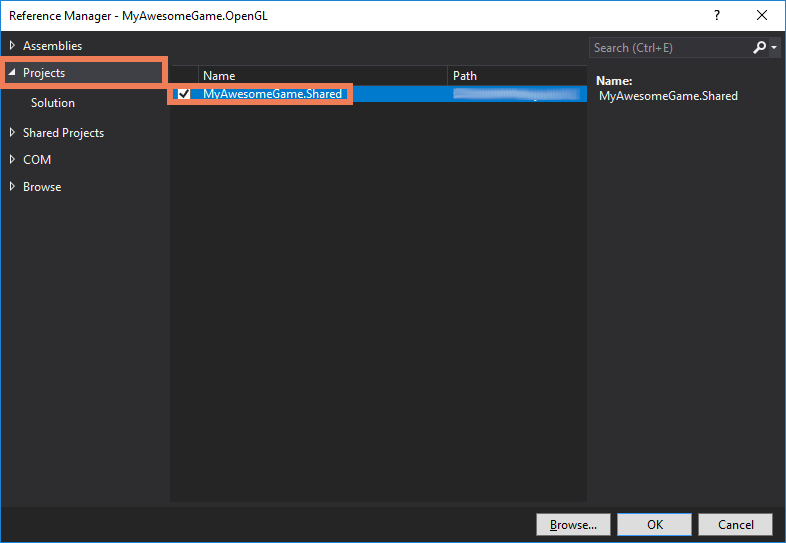 Reference Manager - MyAwesomeGame.OpenGL ?
Assemblies
Projects
Solution
Shared Projects
COM
Browse
Name Path
MyAwesomeGame.Shared
Search (Ctrl+E)
Name:
MyAwesomeGame.Shared
Browse... OK Cancel